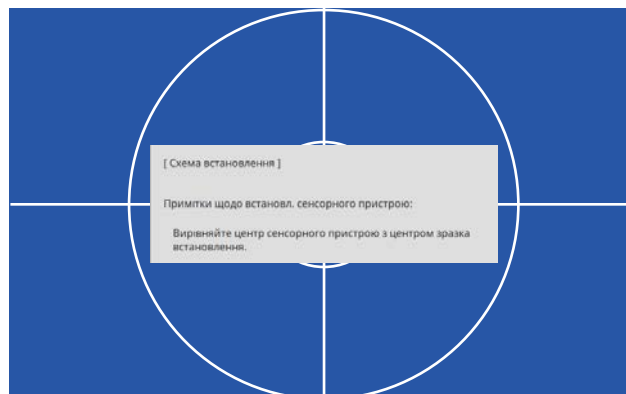 [ Схема встановлення ]
Примітки щодо встановл. сенсорного пристрою:
Вирівняйте центр сенсорного пристрою з центром зразка
встановлення.